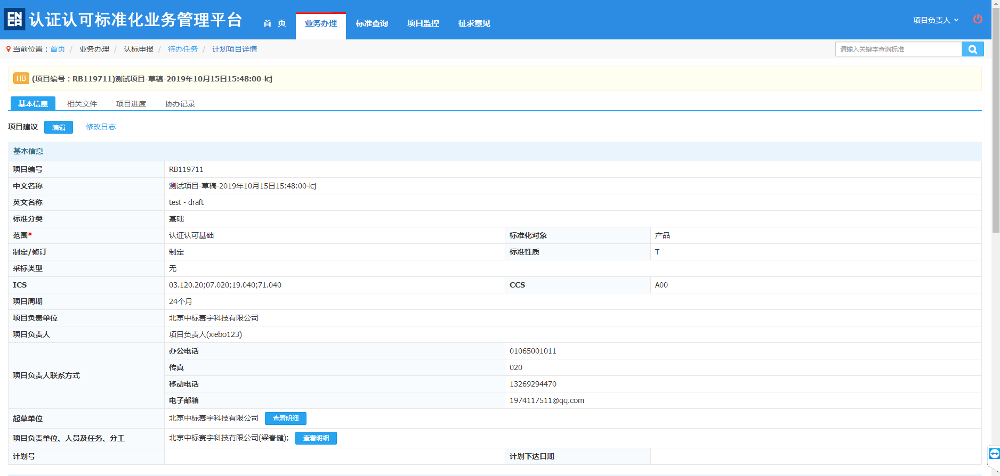 认证认可标准化业务管理平台 首 页 业务办理 标准查询 项目监控 征求意见 项目负责人
当前位置：首页 / 业务办理 / 认标申报 / 待办任务 / 计划项目详情 请输入关键字查询标准
HB (项目编号：RB119711)测试项目-草稿-2019年10月15日15:48:00-lcj
基本信息 相关文件 项目进度 协办记录
项目建议 编辑 修改日志
基本信息
项目编号 RB119711
中文名称 测试项目-草稿-2019年10月15日15:48:00-lcj
英文名称 test - draft
标准分类 基础
范围* 认证认可基础 标准化对象 产品
制定/修订 制定 标准性质 T
采标类型 无
ICS 03.120.20;07.020;19.040;71.040 CCS A00
项目周期 24个月
项目负责单位 北京中标赛宇科技有限公司
项目负责人 项目负责人(xiebo123)
项目负责人联系方式
办公电话 01065001011
传真 020
移动电话 13269294470
电子邮箱 1974117511@qq.com
起草单位 北京中标赛宇科技有限公司 查看明细
项目负责单位、人员及任务、分工 北京中标赛宇科技有限公司(梁春健); 查看明细
计划号 计划下达日期